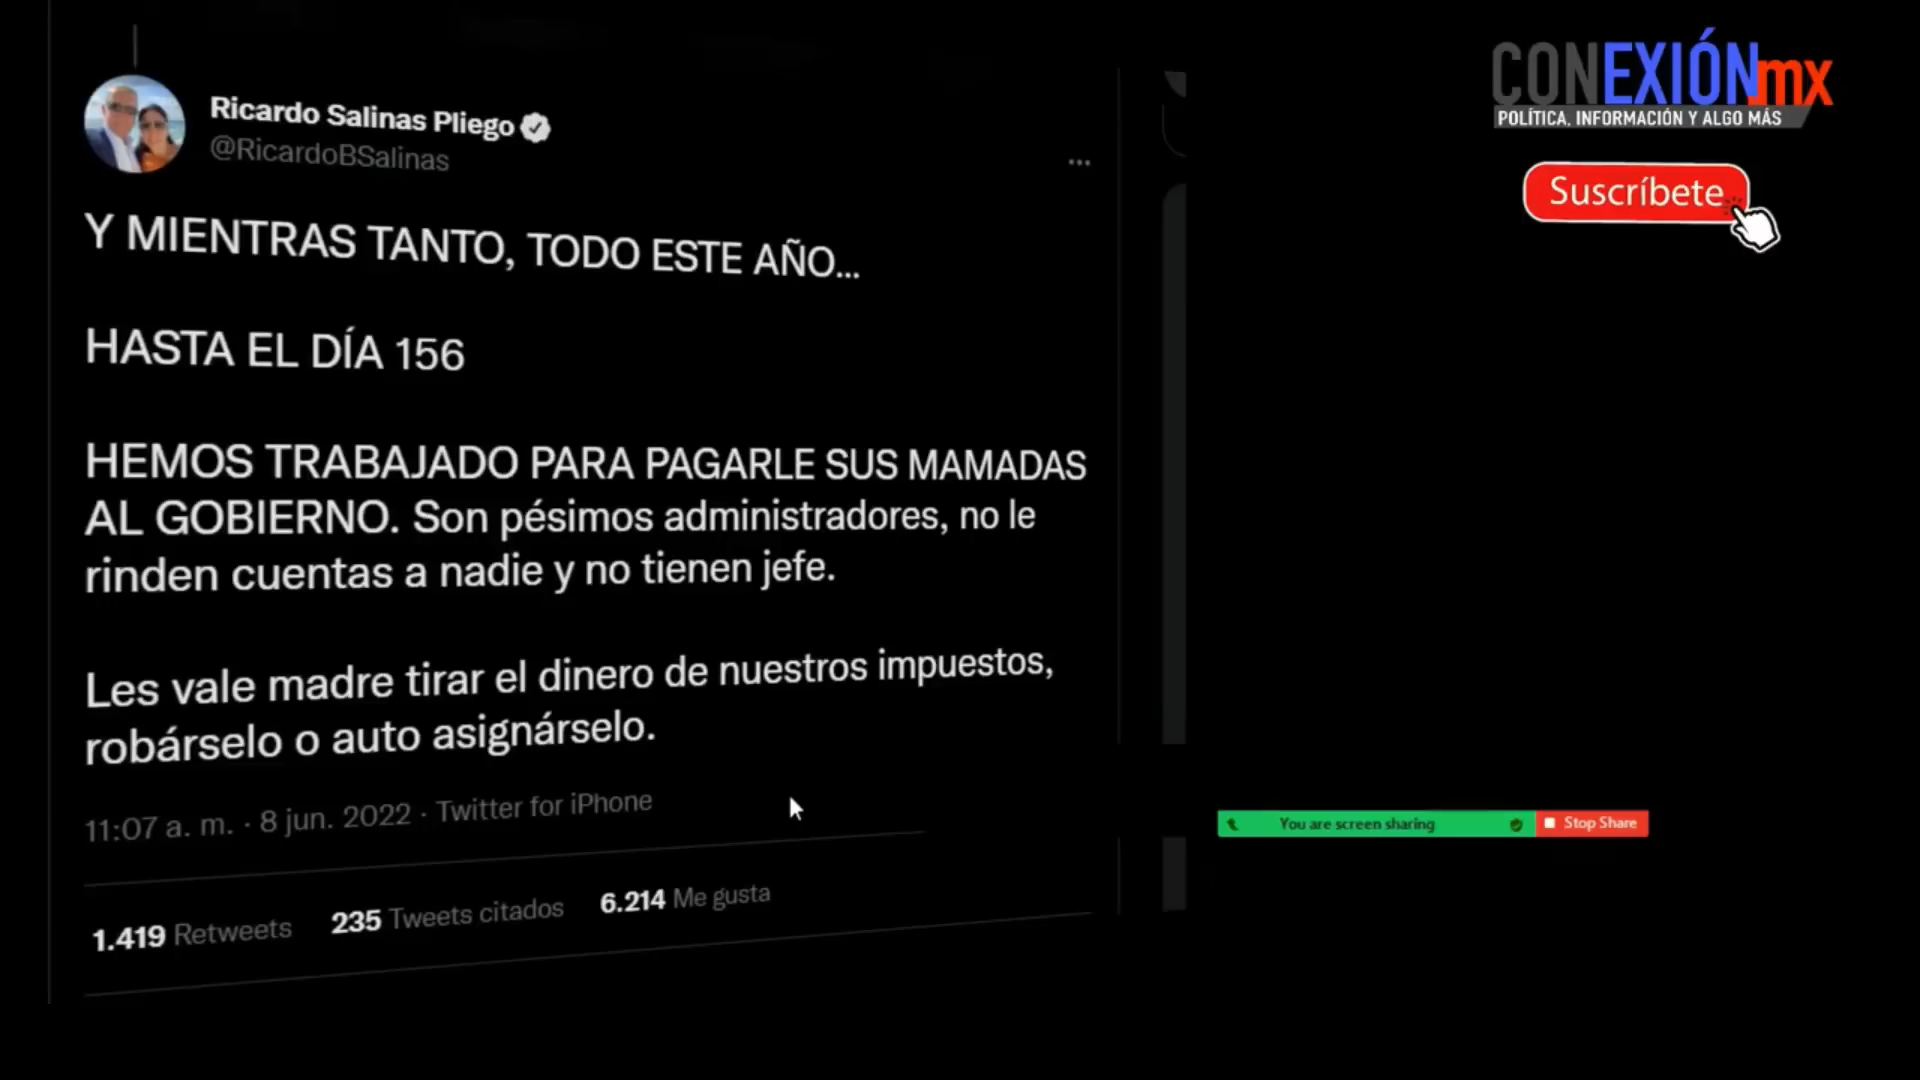 Ricardo Salinas Pliego
@RicardoBSalinas
Y MIENTRAS TANTO, TODO ESTE AÑO...
HASTA EL DÍA 156
HEMOS TRABAJADO PARA PAGARLE SUS MAMADAS
AL GOBIERNO. Son pésimos administradores, no le
rinden cuentas a nadie y no tienen jefe.
Les vale madre tirar el dinero de nuestros impuestos,
robárselo o auto asignárselo.
11:07 a. m. · 8 jun. 2022 · Twitter for iPhone
1.419 Retweets 235 Tweets citados 6.214 Me gusta
CONEXIÓNmx
POLÍTICA, INFORMACIÓN Y ALGO MÁS
Suscríbete
You are screen sharing Stop Share